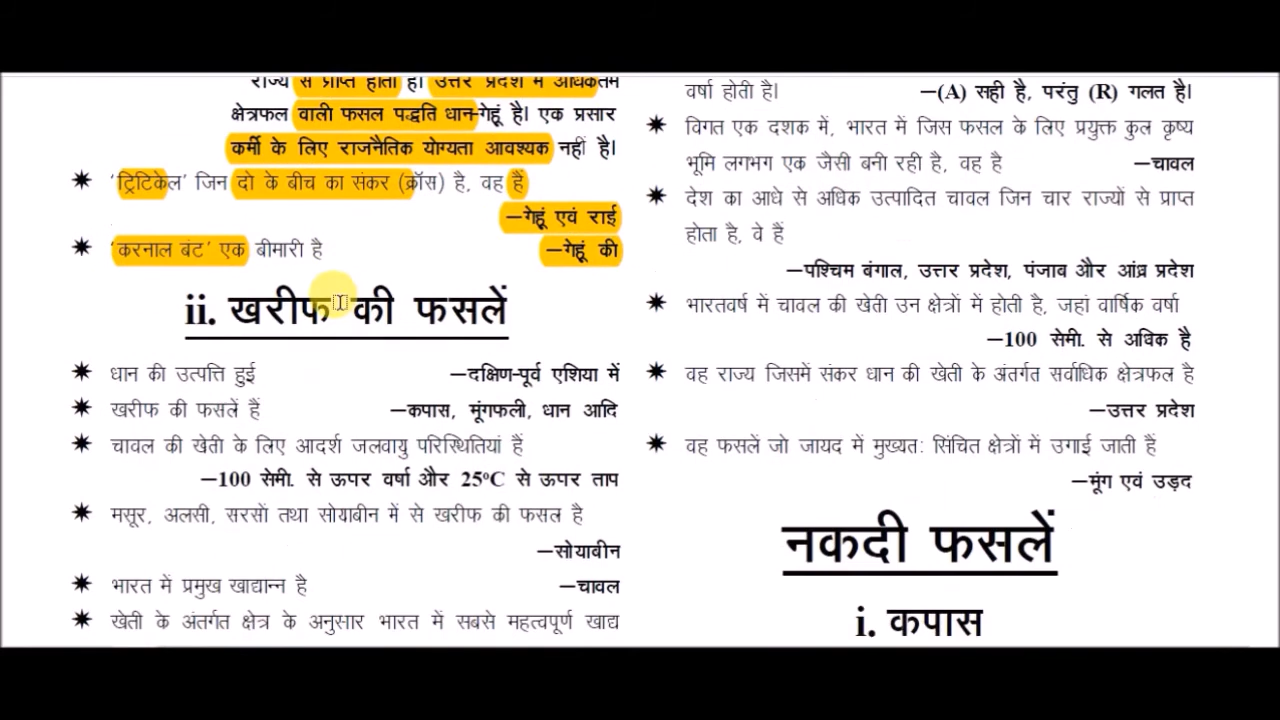 राज्य से प्राप्त होता है। उत्तर प्रदेश में अधिकतम
क्षेत्रफल वाली फसल पद्धति धान-गेहूं है। एक प्रसार
कर्मी के लिए राजनैतिक योग्यता आवश्यक नहीं है।
✷ 'ट्रिटिकेल' जिन दो के बीच का संकर (क्रॉस) है, वह है
–गेहूं एवं राई
✷ 'करनाल बंट' एक बीमारी है –गेहूं की
ii. खरीफ की फसलें
✷ धान की उत्पत्ति हुई –दक्षिण-पूर्व एशिया में
✷ खरीफ की फसलें हैं –कपास, मूंगफली, धान आदि
✷ चावल की खेती के लिए आदर्श जलवायु परिस्थितियां हैं
–100 सेमी. से ऊपर वर्षा और 25°C से ऊपर ताप
✷ मसूर, अलसी, सरसों तथा सोयाबीन में से खरीफ की फसल है
–सोयाबीन
✷ भारत में प्रमुख खाद्यान्न है –चावल
✷ खेती के अंतर्गत क्षेत्र के अनुसार भारत में सबसे महत्वपूर्ण खाद्य
वर्षा होती है। –(A) सही है, परंतु (R) गलत है।
✷ विगत एक दशक में, भारत में जिस फसल के लिए प्रयुक्त कुल कृष्य
भूमि लगभग एक जैसी बनी रही है, वह है –चावल
✷ देश का आधे से अधिक उत्पादित चावल जिन चार राज्यों से प्राप्त
होता है, वे हैं
–पश्चिम बंगाल, उत्तर प्रदेश, पंजाब और आंध्र प्रदेश
✷ भारतवर्ष में चावल की खेती उन क्षेत्रों में होती है, जहां वार्षिक वर्षा
–100 सेमी. से अधिक है
✷ वह राज्य जिसमें संकर धान की खेती के अंतर्गत सर्वाधिक क्षेत्रफल है
–उत्तर प्रदेश
✷ वह फसलें जो जायद में मुख्यत: सिंचित क्षेत्रों में उगाई जाती है
–मूंग एवं उड़द
नकदी फसलें
i. कपास